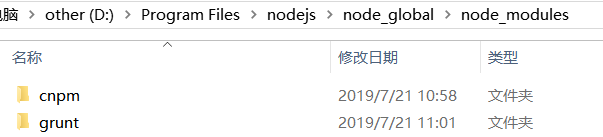 电脑 > other (D:) > Program Files > nodejs > node_global > node_modules
名称 修改日期 类型
cnpm 2019/7/21 10:58 文件夹
grunt 2019/7/21 11:01 文件夹